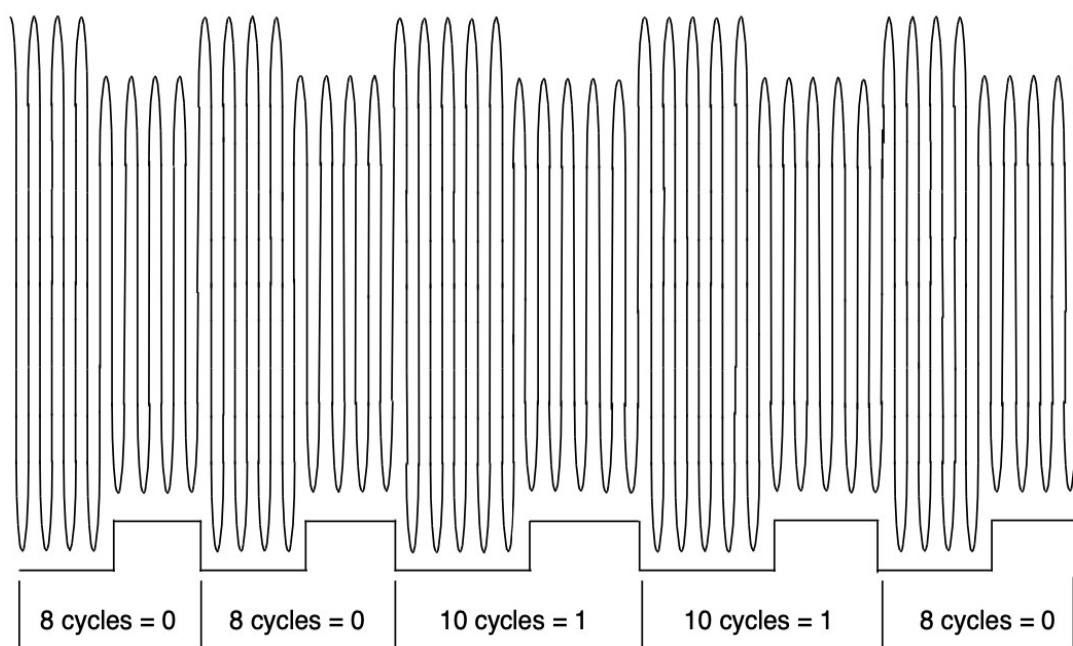 8 cycles = 0 8 cycles = 0 10 cycles = 1 10 cycles = 1 8 cycles = 0